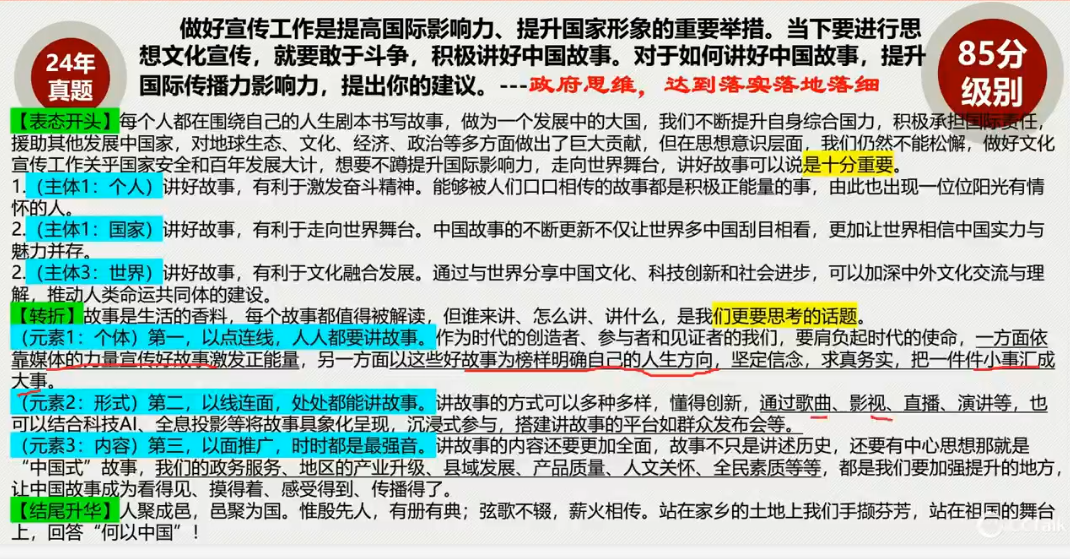 24年
真题
做好宣传工作是提高国际影响力、提升国家形象的重要举措。当下要进行思
想文化宣传，就要敢于斗争，积极讲好中国故事。对于如何讲好中国故事，提升
国际传播力影响力，提出你的建议。---政府思维，达到落实落地落细
85分
级别
【表态开头】每个人都在围绕自己的人生剧本书写故事，做为一个发展中的大国，我们不断提升自身综合国力，积极承担国际责任，
援助其他发展中国家，对地球生态、文化、经济、政治等多方面做出了巨大贡献，但在思想意识层面，我们仍然不能松懈，做好文化
宣传工作关乎国家安全和百年发展大计，想要不蹲提升国际影响力，走向世界舞台，讲好故事可以说是十分重要。
1.（主体1：个人）讲好故事，有利于激发奋斗精神。能够被人们口口相传的故事都是积极正能量的事，由此也出现一位位阳光有情
怀的人。
2.（主体1：国家）讲好故事，有利于走向世界舞台。中国故事的不断更新不仅让世界多中国刮目相看，更加让世界相信中国实力与
魅力并存。
2.（主体3：世界）讲好故事，有利于文化融合发展。通过与世界分享中国文化、科技创新和社会进步，可以加深中外文化交流与理
解，推动人类命运共同体的建设。
【转折】故事是生活的香料，每个故事都值得被解读，但谁来讲、怎么讲、讲什么，是我们更要思考的话题。
（元素1：个体）第一，以点连线，人人都要讲故事。作为时代的创造者、参与者和见证者的我们，要肩负起时代的使命，一方面依
靠媒体的力量宣传好故事激发正能量，另一方面以这些好故事为榜样明确自己的人生方向，坚定信念，求真务实，把一件件小事汇成
大事。
（元素2：形式）第二，以线连面，处处都能讲故事。讲故事的方式可以多种多样，懂得创新，通过歌曲、影视、直播、演讲等，也
可以结合科技AI、全息投影等将故事具象化呈现，沉浸式参与，搭建讲故事的平台如群众发布会等。
（元素3：内容）第三，以面推广，时时都是最强音。讲故事的内容还要更加全面，故事不只是讲述历史，还要有中心思想那就是
“中国式”故事，我们的政务服务、地区的产业升级、县域发展、产品质量、人文关怀、全民素质等等，都是我们要加强提升的地方，
让中国故事成为看得见、摸得着、感受得到、传播得了。
【结尾升华】人聚成邑，邑聚为国。惟殷先人，有册有典；弦歌不辍，薪火相传。站在家乡的土地上我们手撷芬芳，站在祖国的舞台
上，回答“何以中国”！
CCTalk